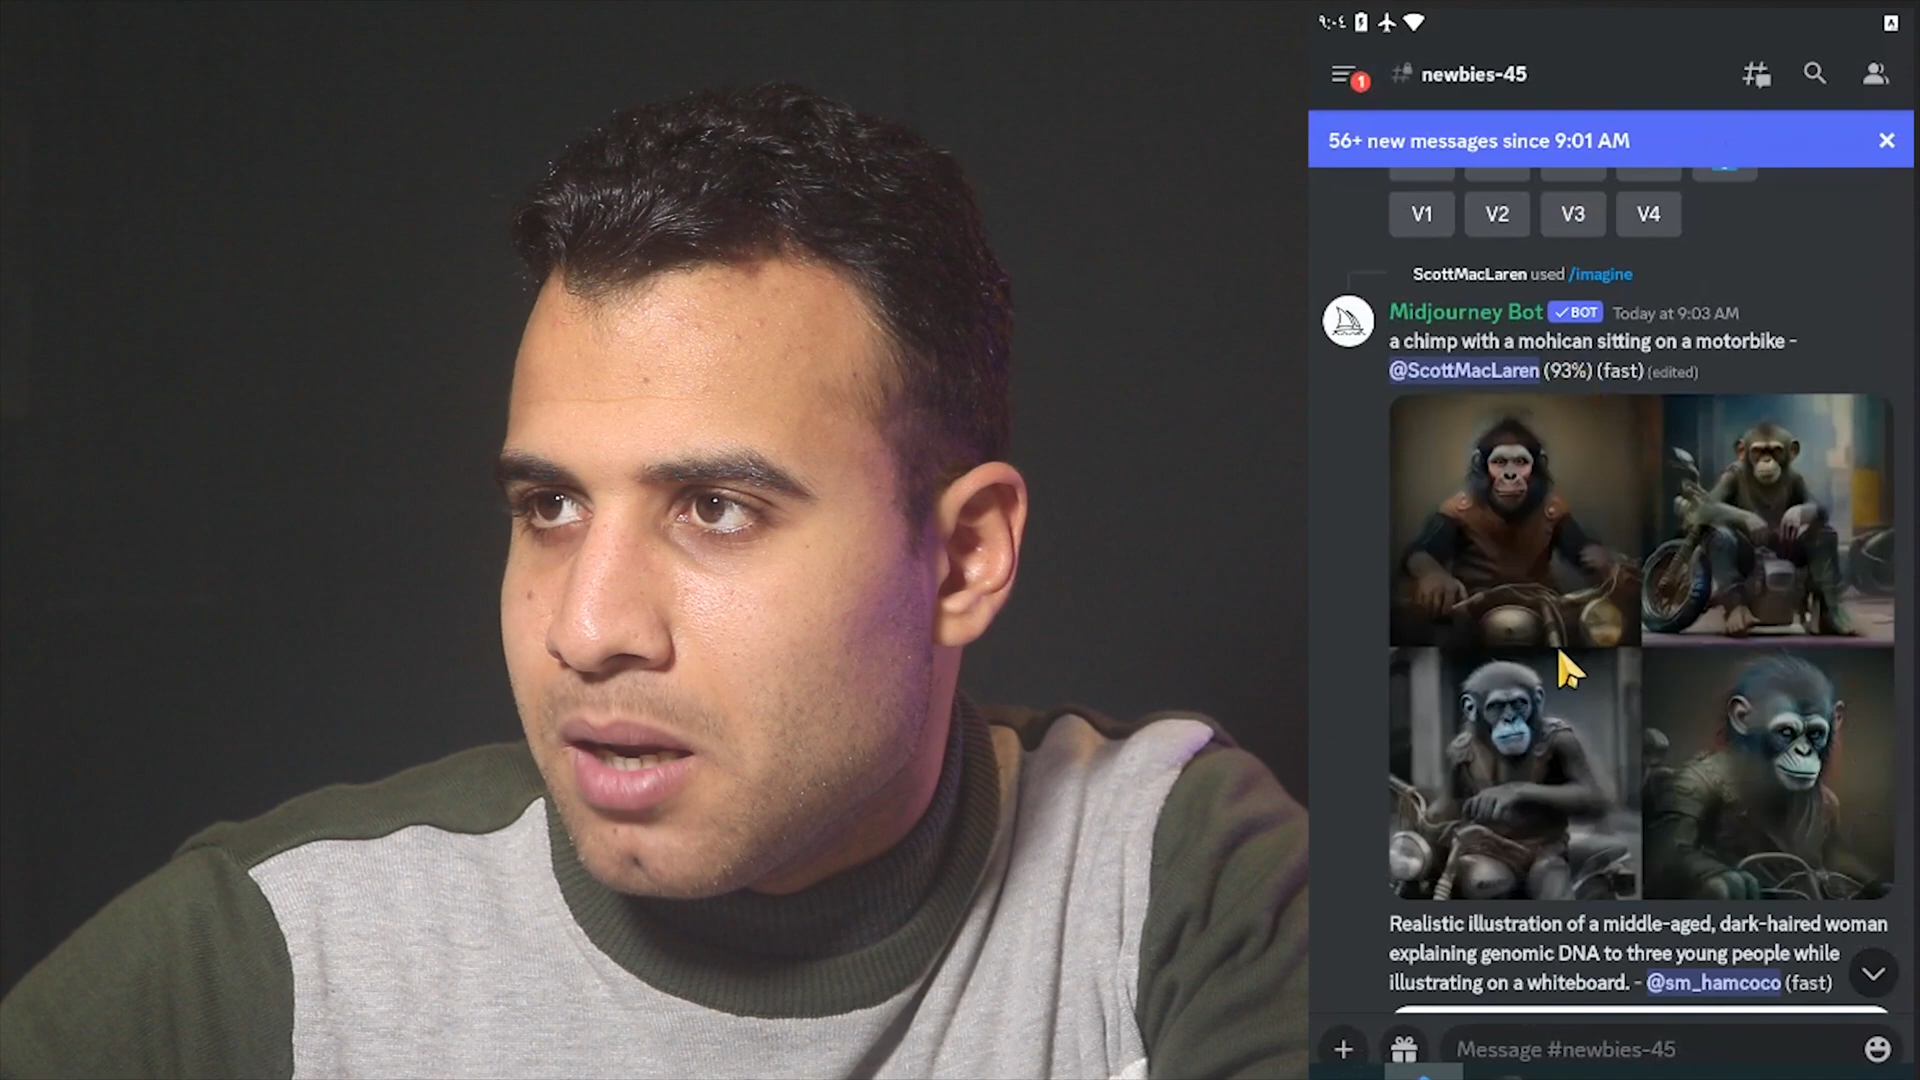 ٩:٠٤
A
1
newbies-45
56+ new messages since 9:01 AM
V1 V2 V3 V4
ScottMacLaren used /imagine
Midjourney Bot ✓BOT Today at 9:03 AM
a chimp with a mohican sitting on a motorbike -
@ScottMacLaren (93%) (fast) (edited)
Realistic illustration of a middle-aged, dark-haired woman
explaining genomic DNA to three young people while
illustrating on a whiteboard. - @sm_hamcoco (fast)
Message #newbies-45